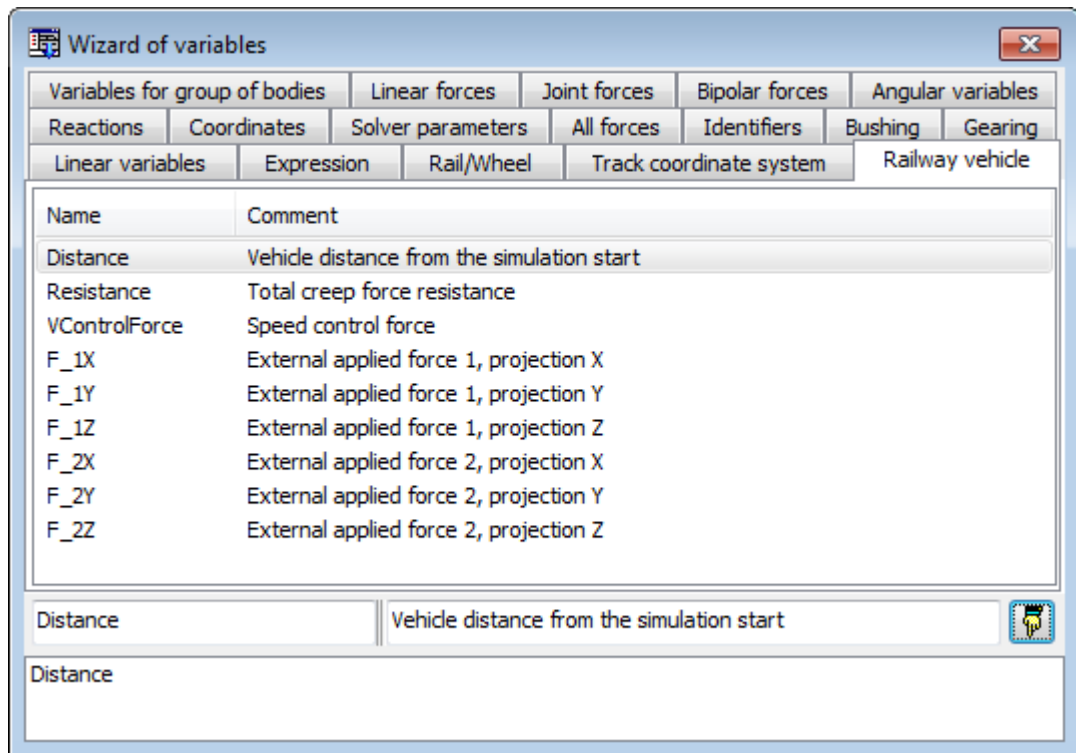 Wizard of variables
Variables for group of bodies Linear forces Joint forces Bipolar forces Angular variables
Reactions Coordinates Solver parameters All forces Identifiers Bushing Gearing
Linear variables Expression Rail/Wheel Track coordinate system Railway vehicle
Name Comment
Distance Vehicle distance from the simulation start
Resistance Total creep force resistance
VControlForce Speed control force
F_1X External applied force 1, projection X
F_1Y External applied force 1, projection Y
F_1Z External applied force 1, projection Z
F_2X External applied force 2, projection X
F_2Y External applied force 2, projection Y
F_2Z External applied force 2, projection Z
Distance Vehicle distance from the simulation start
Distance